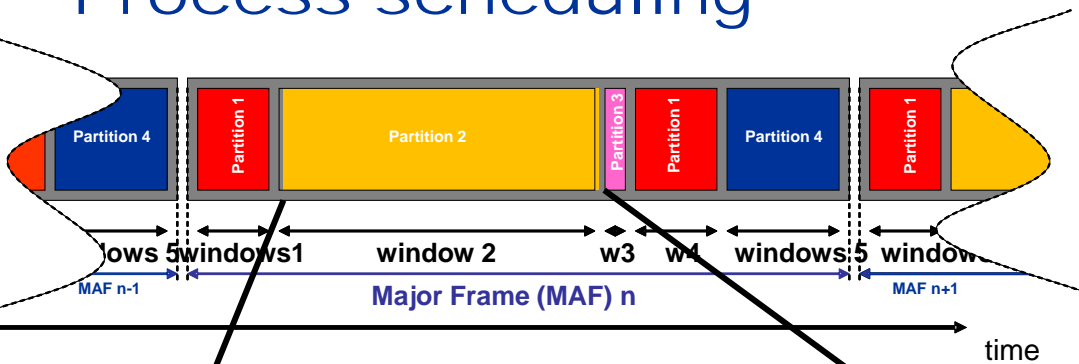 Process scheduling
Partition 4
Partition 1
Partition 2
Partition 3
Partition 1
Partition 4
Partition 1
dows 5
windows1
window 2
w3
w4
windows 5
window
MAF n-1
Major Frame (MAF) n
MAF n+1
time